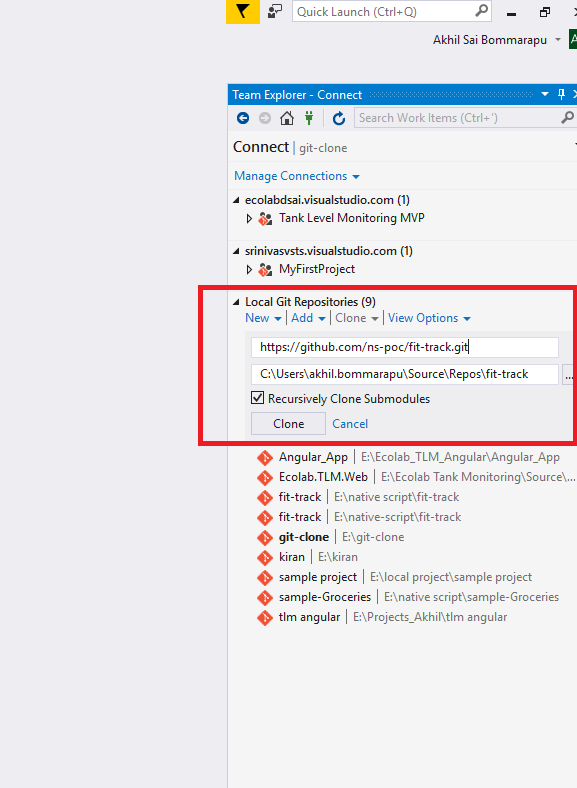 Quick Launch (Ctrl+Q)
Akhil Sai Bommarapu
Team Explorer - Connect
Search Work Items (Ctrl+')
Connect | git-clone
Manage Connections
ecolabdsai.visualstudio.com (1)
Tank Level Monitoring MVP
srinivasvsts.visualstudio.com (1)
MyFirstProject
Local Git Repositories (9)
New | Add | Clone | View Options
https://github.com/ns-poc/fit-track.git
C:\Users\akhil.bommarapu\Source\Repos\fit-track ...
Recursively Clone Submodules
Clone Cancel
Angular_App | E:\Ecolab_TLM_Angular\Angular_App
Ecolab.TLM.Web | E:\Ecolab Tank Monitoring\Source\...
fit-track | E:\native script\fit-track
fit-track | E:\native-script\fit-track
git-clone | E:\git-clone
kiran | E:\kiran
sample project | E:\local project\sample project
sample-Groceries | E:\native script\sample-Groceries
tlm angular | E:\Projects_Akhil\tlm angular